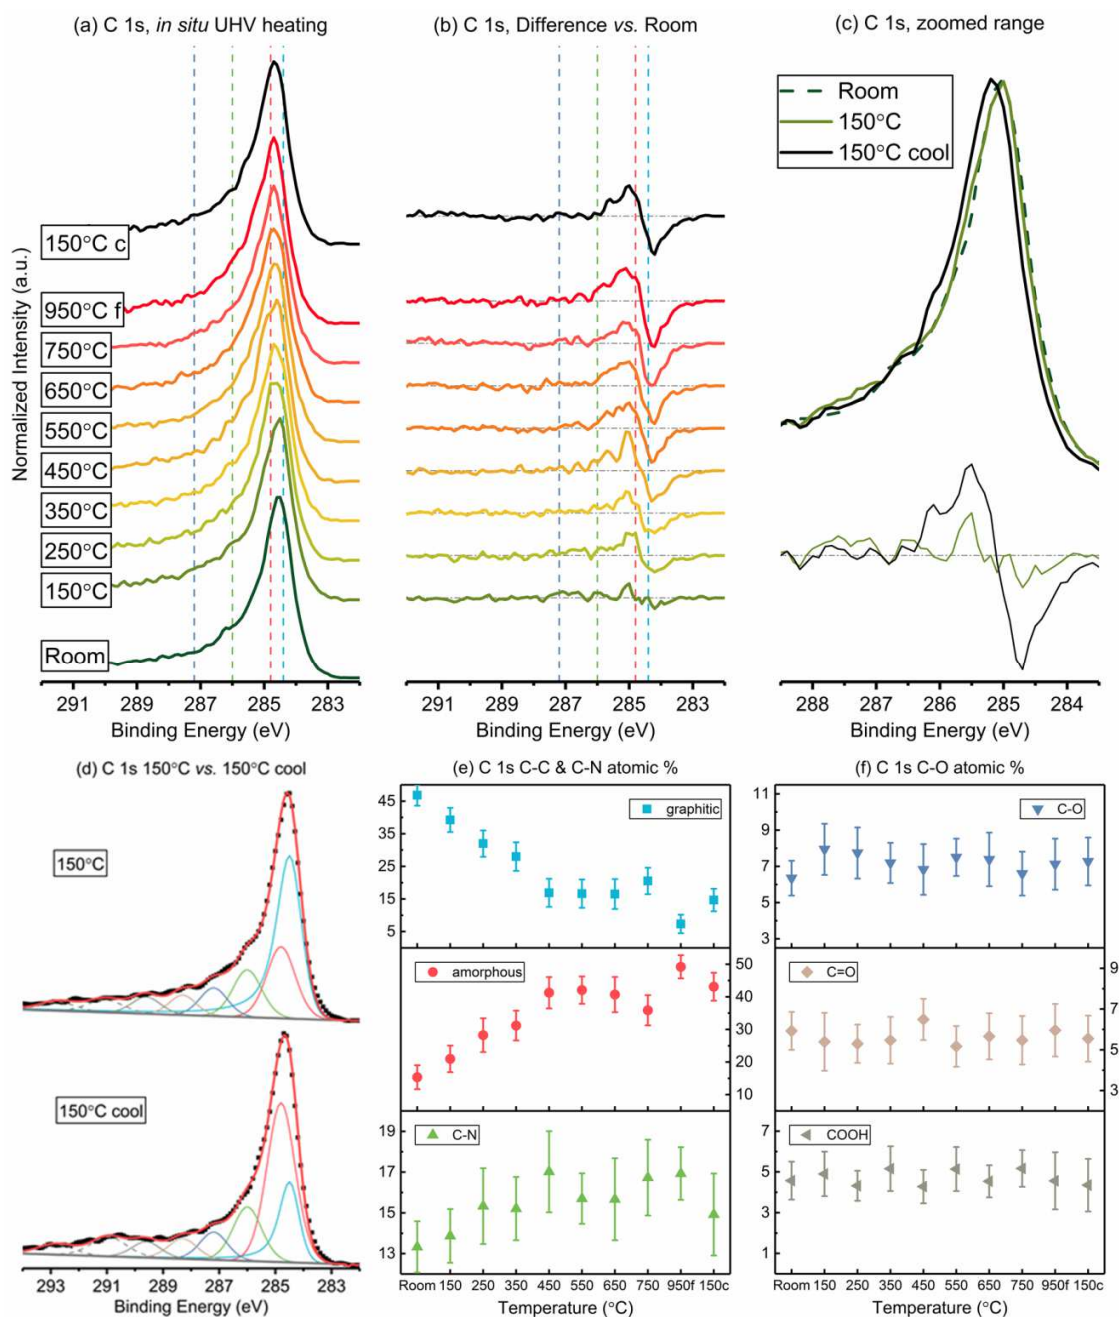 (a) C 1s, in situ UHV heating
(b) C 1s, Difference vs. Room
(c) C 1s, zoomed range
Normalized Intensity (a.u.)
150°C c
950°C f
750°C
650°C
550°C
450°C
350°C
250°C
150°C
Room
291 289 287 285 283
Binding Energy (eV)
291 289 287 285 283
Binding Energy (eV)
Room
150°C
150°C cool
288 287 286 285 284
Binding Energy (eV)
(d) C 1s 150°C vs. 150°C cool
150°C
150°C cool
293 291 289 287 285 283
Binding Energy (eV)
(e) C 1s C-C & C-N atomic %
45
35
25
15
5
graphitic
50
40
30
20
10
amorphous
19
17
15
13
C-N
Room 150 250 350 450 550 650 750 950f 150c
Temperature (°C)
(f) C 1s C-O atomic %
11
9
7
5
3
C-O
9
7
5
3
C=O
7
5
3
1
COOH
Room 150 250 350 450 550 650 750 950f 150c
Temperature (°C)